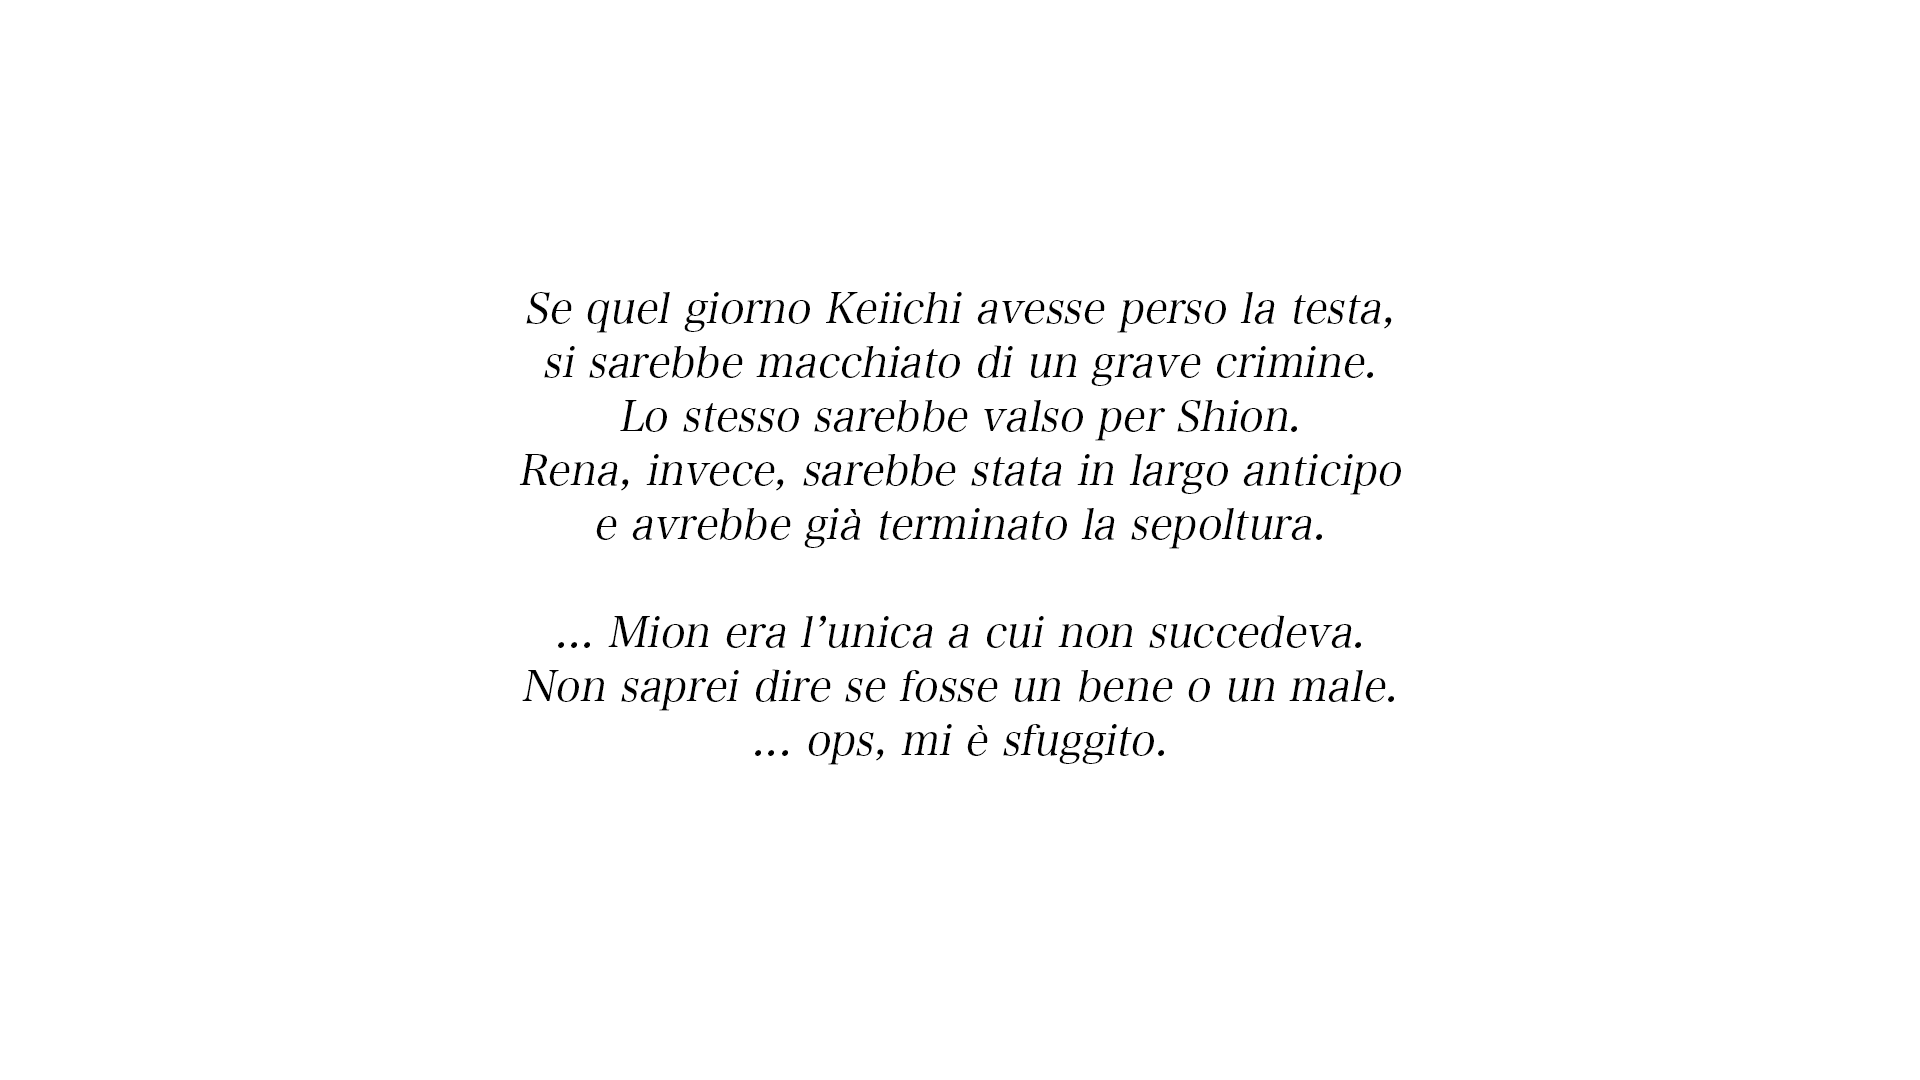 Se quel giorno Keiichi avesse perso la testa,
si sarebbe macchiato di un grave crimine.
Lo stesso sarebbe valso per Shion.
Rena, invece, sarebbe stata in largo anticipo
e avrebbe già terminato la sepoltura.
... Mion era l’unica a cui non succedeva.
Non saprei dire se fosse un bene o un male.
... ops, mi è sfuggito.